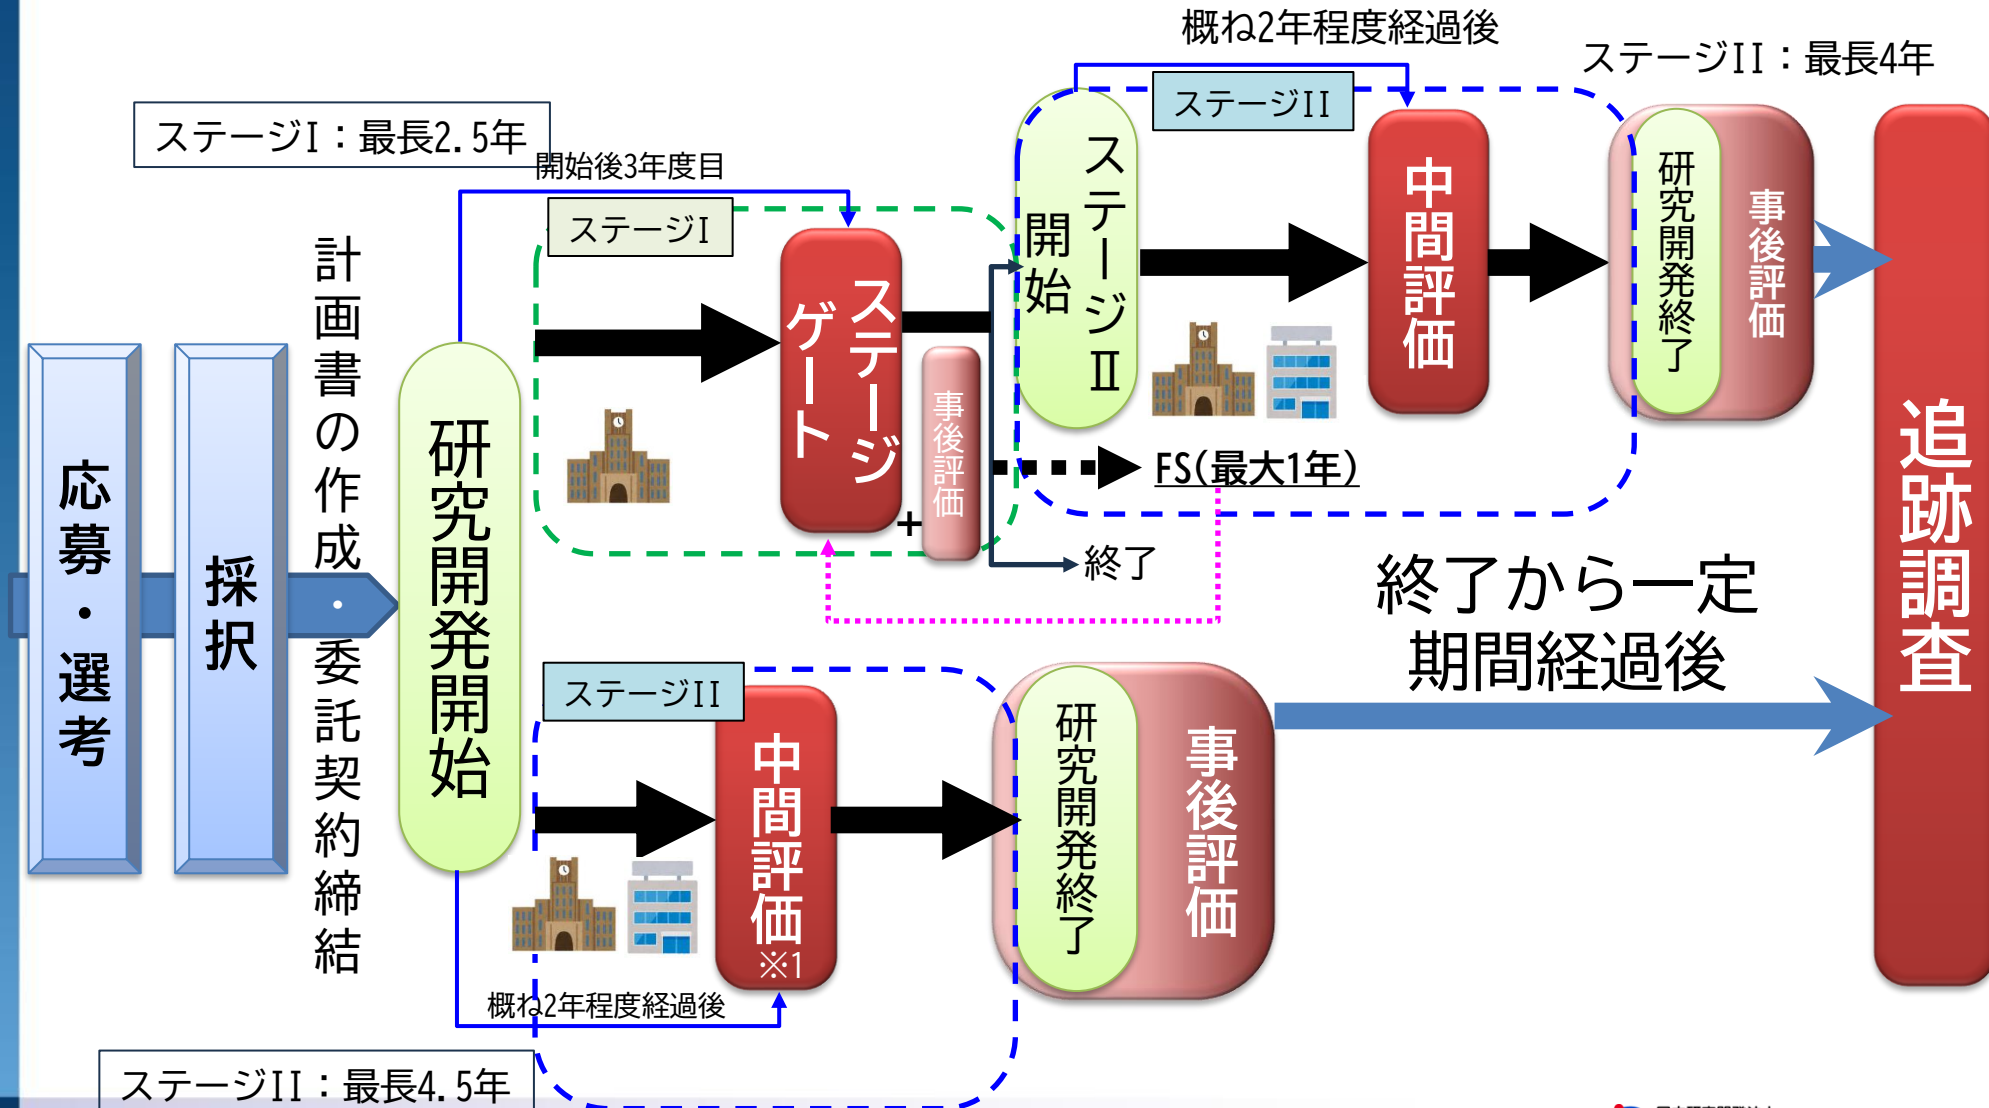 概ね2年程度経過後
ステージII：最長4年
ステージI：最長2.5年
開始後3年度目
ステージI
ステージII
応募・選考
採択
計画書の作成・委託契約締結
研究開発開始
ステージ
ゲート
+
事後評価
ステージⅡ
開始
中間評価
研究開発終了
事後評価
追跡調査
FS(最大1年)
終了
終了から一定
期間経過後
ステージII
中間評価
※1
研究開発終了
事後評価
概ね2年程度経過後
ステージII：最長4.5年